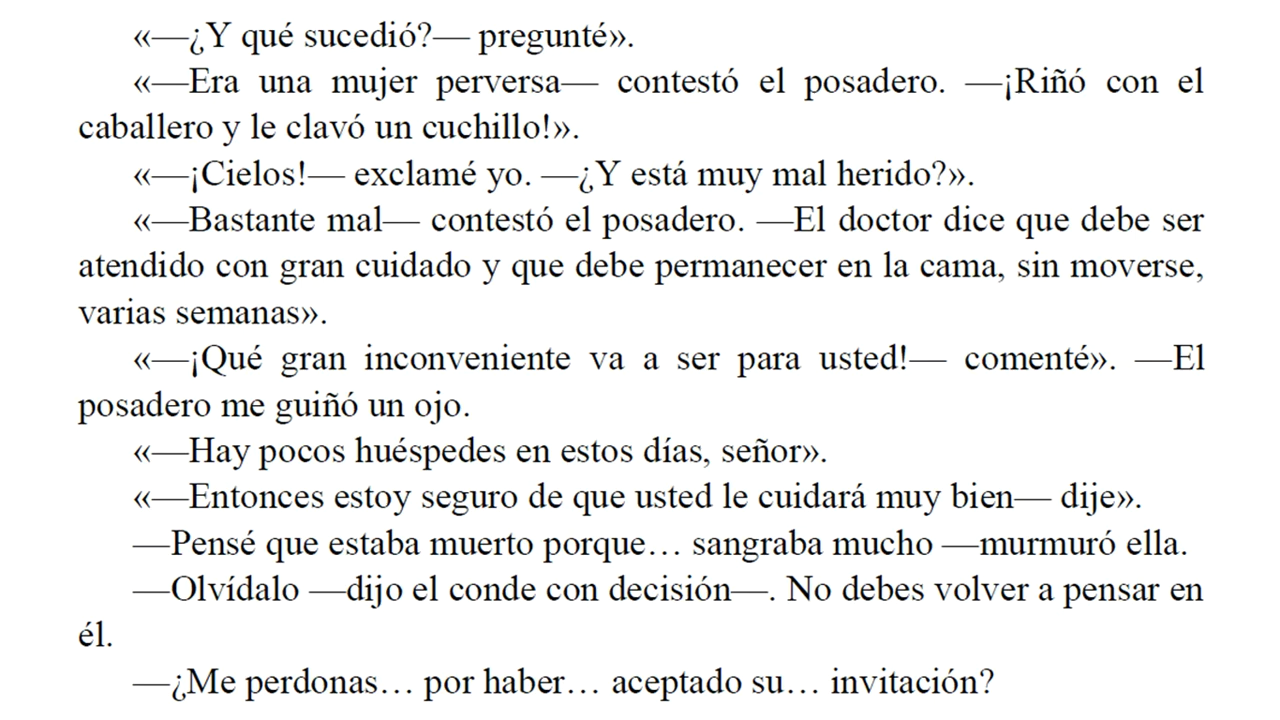 «—¿Y qué sucedió?— pregunté».
«—Era una mujer perversa— contestó el posadero. —¡Riñó con el
caballero y le clavó un cuchillo!».
«—¡Cielos!— exclamé yo. —¿Y está muy mal herido?».
«—Bastante mal— contestó el posadero. —El doctor dice que debe ser
atendido con gran cuidado y que debe permanecer en la cama, sin moverse,
varias semanas».
«—¡Qué gran inconveniente va a ser para usted!— comenté». —El
posadero me guiñó un ojo.
«—Hay pocos huéspedes en estos días, señor».
«—Entonces estoy seguro de que usted le cuidará muy bien— dije».
—Pensé que estaba muerto porque… sangraba mucho —murmuró ella.
—Olvídalo —dijo el conde con decisión—. No debes volver a pensar en
él.
—¿Me perdonas… por haber… aceptado su… invitación?